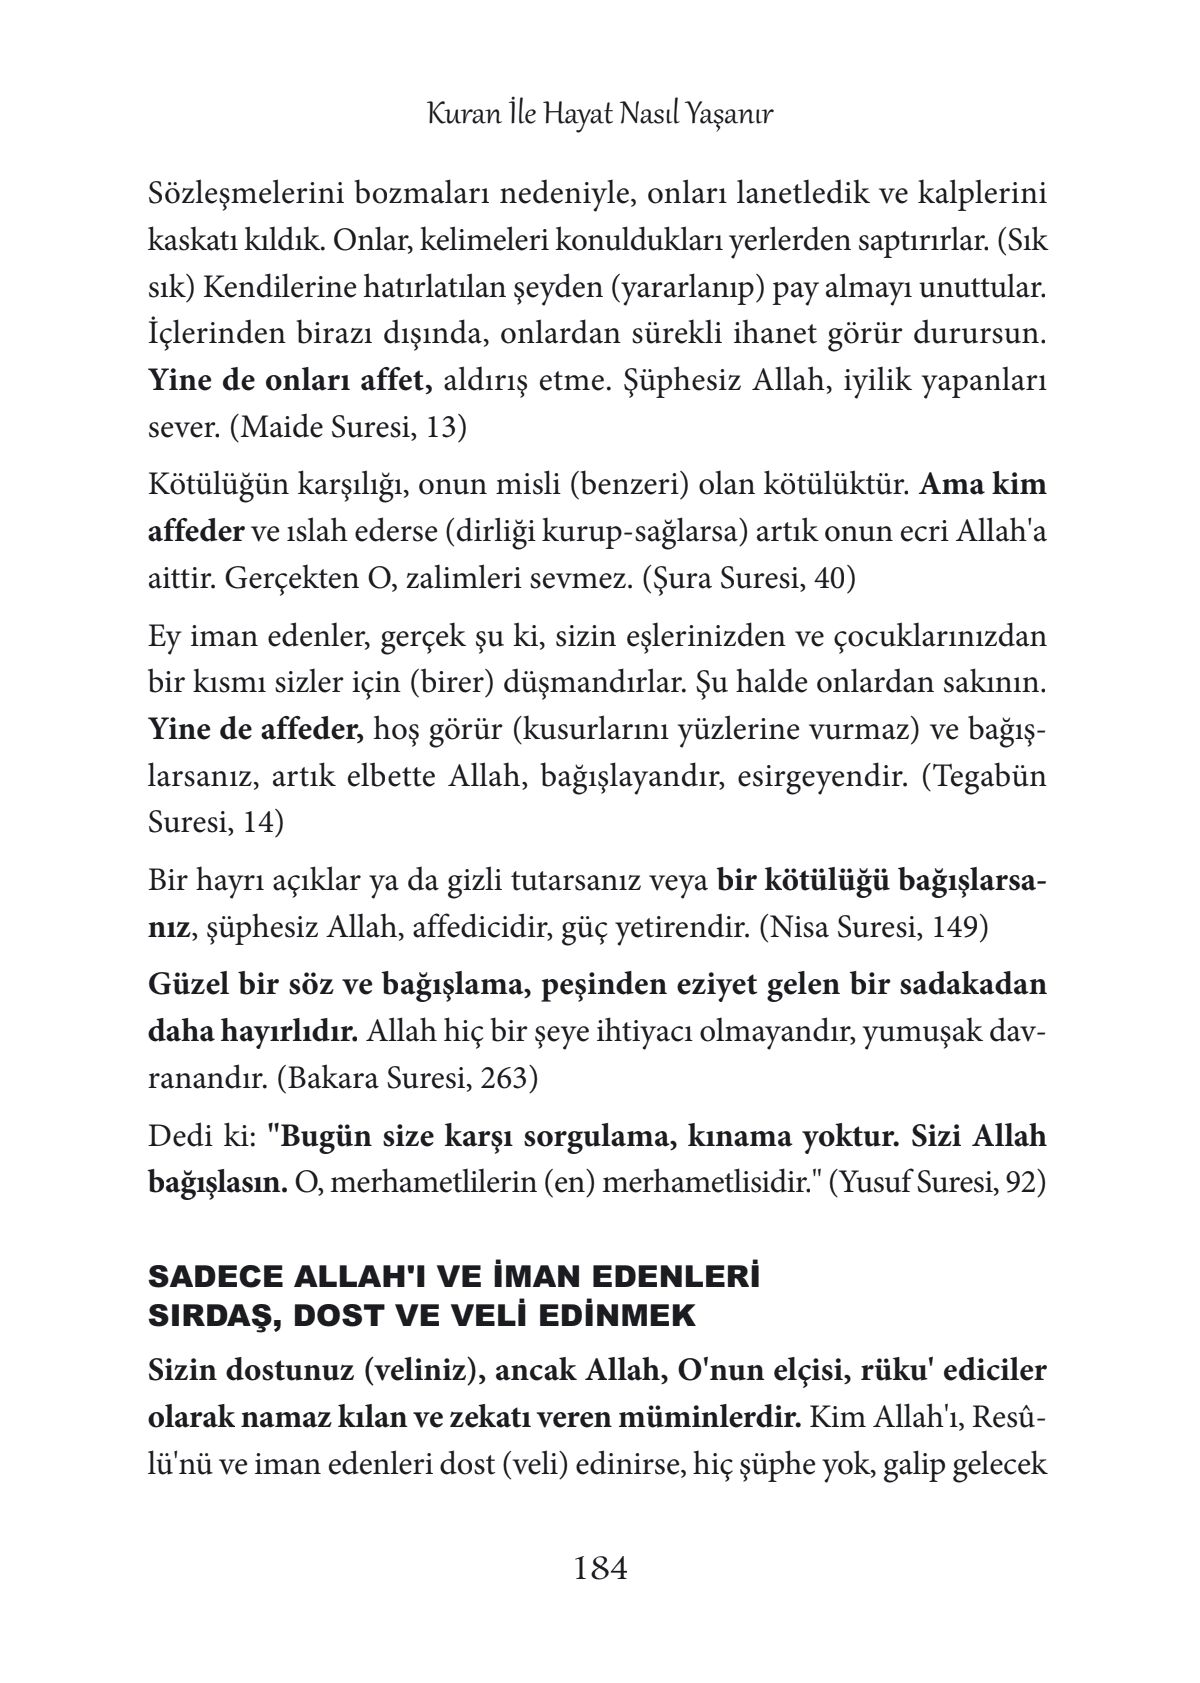 Kuran İle Hayat Nasıl Yaşanır
Sözleşmelerini bozmaları nedeniyle, onları lanetledik ve kalplerini
kaskatı kıldık. Onlar, kelimeleri konuldukları yerlerden saptırırlar. (Sık
sık) Kendilerine hatırlatılan şeyden (yararlanıp) pay almayı unuttular.
İçlerinden birazı dışında, onlardan sürekli ihanet görür durursun.
Yine de onları affet, aldırış etme. Şüphesiz Allah, iyilik yapanları
sever. (Maide Suresi, 13)
Kötülüğün karşılığı, onun misli (benzeri) olan kötülüktür. Ama kim
affeder ve ıslah ederse (dirliği kurup-sağlarsa) artık onun ecri Allah'a
aittir. Gerçekten O, zalimleri sevmez. (Şura Suresi, 40)
Ey iman edenler, gerçek şu ki, sizin eşlerinizden ve çocuklarınızdan
bir kısmı sizler için (birer) düşmandırlar. Şu halde onlardan sakının.
Yine de affeder, hoş görür (kusurlarını yüzlerine vurmaz) ve bağış-
larsanız, artık elbette Allah, bağışlayandır, esirgeyendir. (Tegabün
Suresi, 14)
Bir hayrı açıklar ya da gizli tutarsanız veya bir kötülüğü bağışlarsa-
nız, şüphesiz Allah, affedicidir, güç yetirendir. (Nisa Suresi, 149)
Güzel bir söz ve bağışlama, peşinden eziyet gelen bir sadakadan
daha hayırlıdır. Allah hiç bir şeye ihtiyacı olmayandır, yumuşak dav-
ranandır. (Bakara Suresi, 263)
Dedi ki: "Bugün size karşı sorgulama, kınama yoktur. Sizi Allah
bağışlasın. O, merhametlilerin (en) merhametlisidir." (Yusuf Suresi, 92)
SADECE ALLAH'I VE İMAN EDENLERİ
SIRDAŞ, DOST VE VELİ EDİNMEK
Sizin dostunuz (veliniz), ancak Allah, O'nun elçisi, rüku' ediciler
olarak namaz kılan ve zekatı veren müminlerdir. Kim Allah'ı, Resû-
lü'nü ve iman edenleri dost (veli) edinirse, hiç şüphe yok, galip gelecek
184